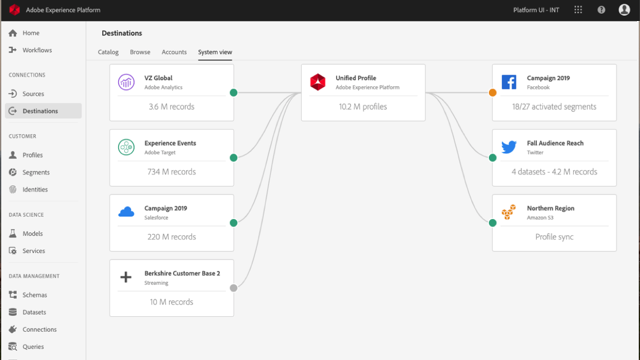 Adobe Experience Platform
Platform UI - INT
Home
Workflows
CONNECTIONS
Sources
Destinations
CUSTOMER
Profiles
Segments
Identities
DATA SCIENCE
Models
Services
DATA MANAGEMENT
Schemas
Datasets
Connections
Queries
Destinations
Catalog Browse Accounts System view
VZ Global
Adobe Analytics
3.6 M records
Experience Events
Adobe Target
734 M records
Campaign 2019
Salesforce
220 M records
Berkshire Customer Base 2
Streaming
10 M records
Unified Profile
Adobe Experience Platform
10.2 M profiles
Campaign 2019
Facebook
18/27 activated segments
Fall Audience Reach
Twitter
4 datasets - 4.2 M records
Northern Region
Amazon S3
Profile sync